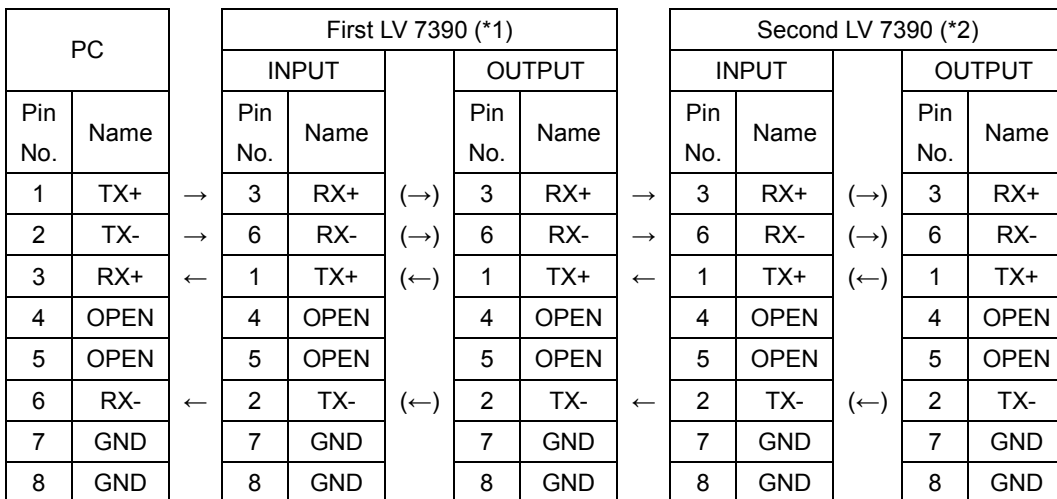 PC First LV 7390 (*1) Second LV 7390 (*2)
INPUT OUTPUT INPUT OUTPUT
Pin No. Name Pin No. Name Pin No. Name Pin No. Name Pin No. Name
1 TX+ → 3 RX+ (→) 3 RX+ → 3 RX+ (→) 3 RX+
2 TX- → 6 RX- (→) 6 RX- → 6 RX- (→) 6 RX-
3 RX+ ← 1 TX+ (←) 1 TX+ ← 1 TX+ (←) 1 TX+
4 OPEN 4 OPEN 4 OPEN 4 OPEN 4 OPEN
5 OPEN 5 OPEN 5 OPEN 5 OPEN 5 OPEN
6 RX- ← 2 TX- (←) 2 TX- ← 2 TX- (←) 2 TX-
7 GND 7 GND 7 GND 7 GND 7 GND
8 GND 8 GND 8 GND 8 GND 8 GND